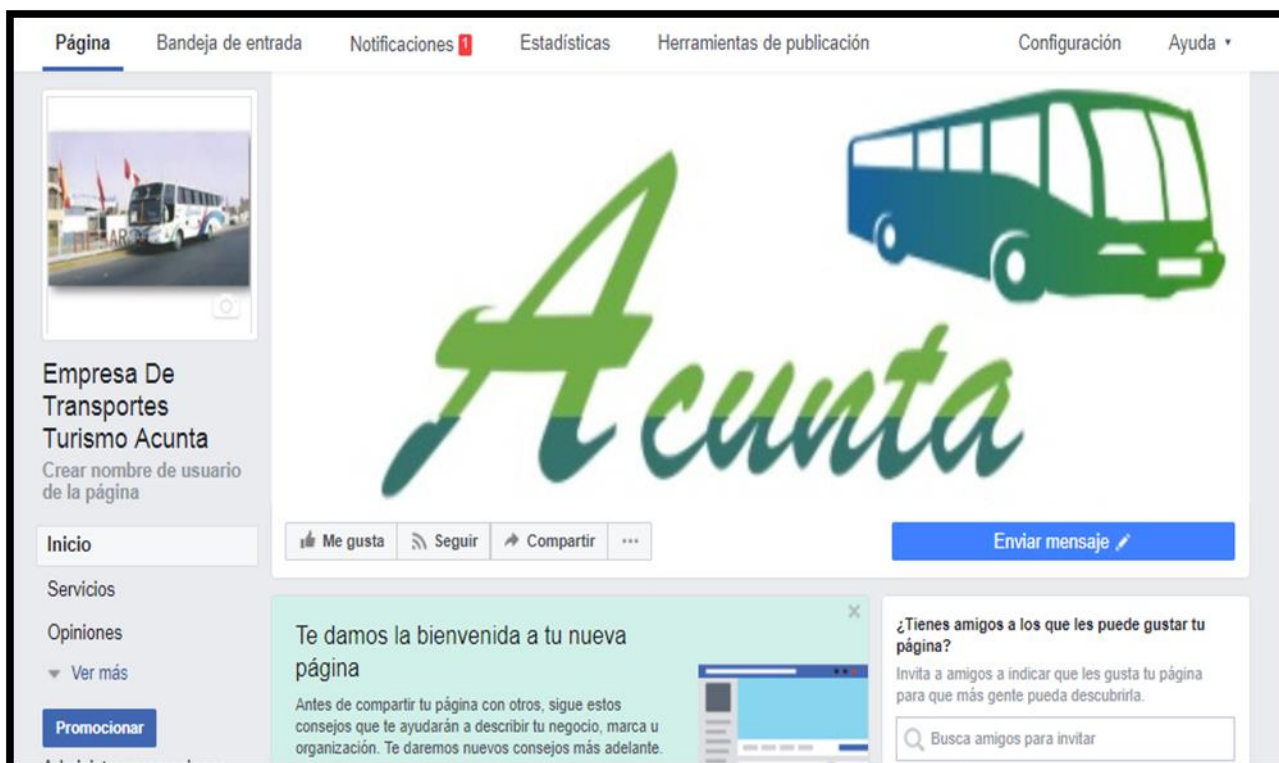 Página Bandeja de entrada Notificaciones 1 Estadísticas Herramientas de publicación Configuración Ayuda
Acunta
Empresa De
Transportes
Turismo Acunta
Crear nombre de usuario
de la página
Me gusta Seguir Compartir ...
Enviar mensaje
Inicio
Servicios
Opiniones
Ver más
Promocionar
Te damos la bienvenida a tu nueva
página
Antes de compartir tu página con otros, sigue estos
consejos que te ayudarán a describir tu negocio, marca u
organización. Te daremos nuevos consejos más adelante.
¿Tienes amigos a los que les puede gustar tu
página?
Invita a amigos a indicar que les gusta tu página
para que más gente pueda descubrirla.
Busca amigos para invitar